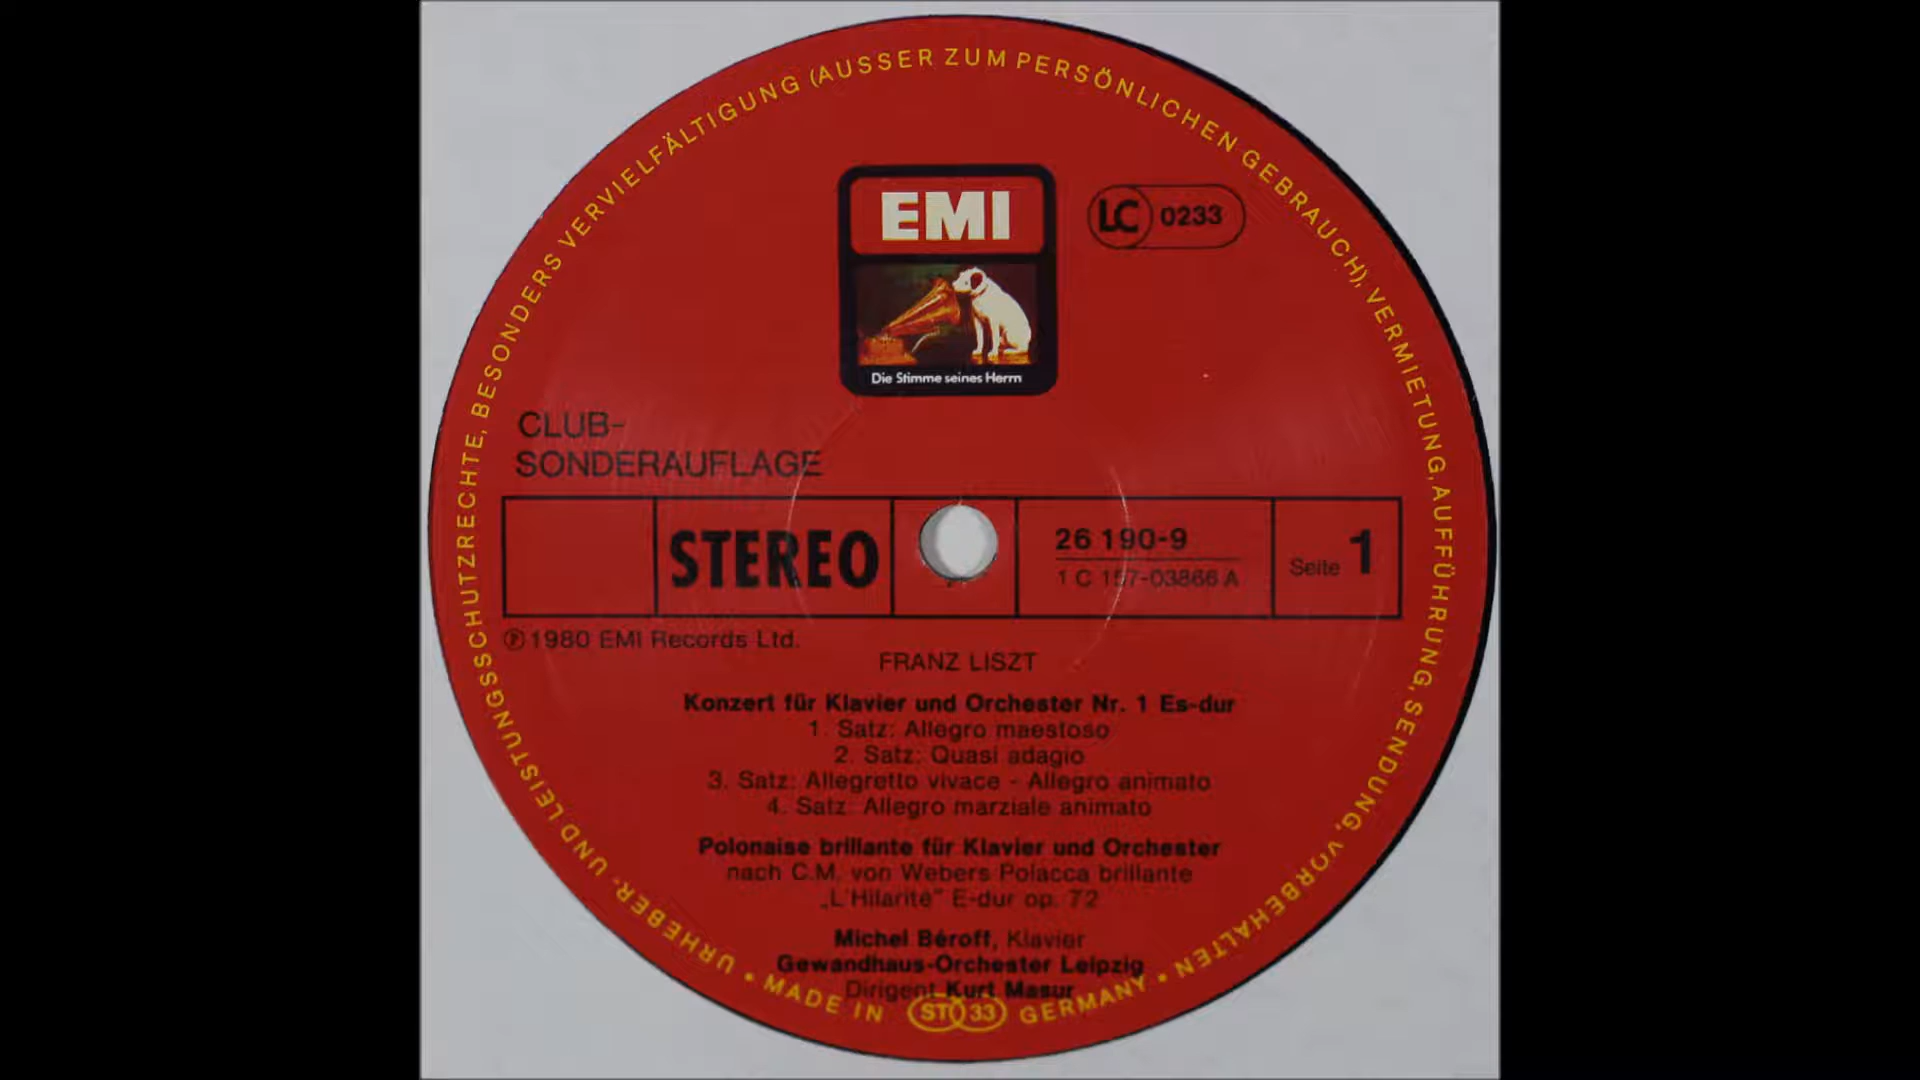 URHEBER- UND LEISTUNGSSCHUTZRECHTE, BESONDERS VERVIELFÄLTIGUNG (AUSSER ZUM PERSÖNLICHEN GEBRAUCH), VERMIETUNG, AUFFÜHRUNG, SENDUNG, VORBEHALTEN •
EMI
LC 0233
Die Stimme seines Herrn
CLUB-
SONDERAUFLAGE
STEREO
26 190-9
1 C 157-03866 A
Seite 1
Ⓟ 1980 EMI Records Ltd.
FRANZ LISZT
Konzert für Klavier und Orchester Nr. 1 Es-dur
1. Satz: Allegro maestoso
2. Satz: Quasi adagio
3. Satz: Allegretto vivace - Allegro animato
4. Satz: Allegro marziale animato
Polonaise brillante für Klavier und Orchester
nach C.M. von Webers Polacca brillante
„L'Hilarité" E-dur op. 72
Michel Béroff, Klavier
Gewandhaus-Orchester Leipzig
Dirigent Kurt Masur
• MADE IN GERMANY
STO 33